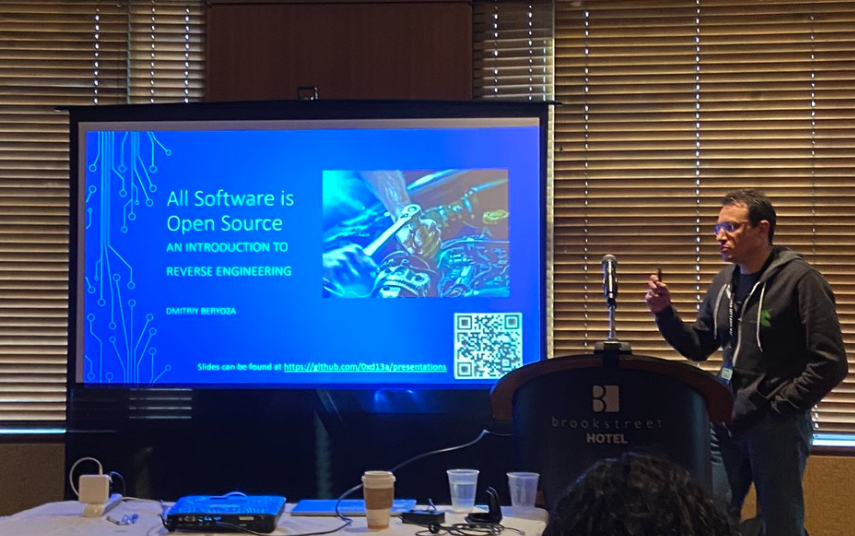 All Software is
Open Source
AN INTRODUCTION TO
REVERSE ENGINEERING
DMITRIY BERYOZA
Slides can be found at https://github.com/0xd13a/presentations
B
brookstreet
HOTEL